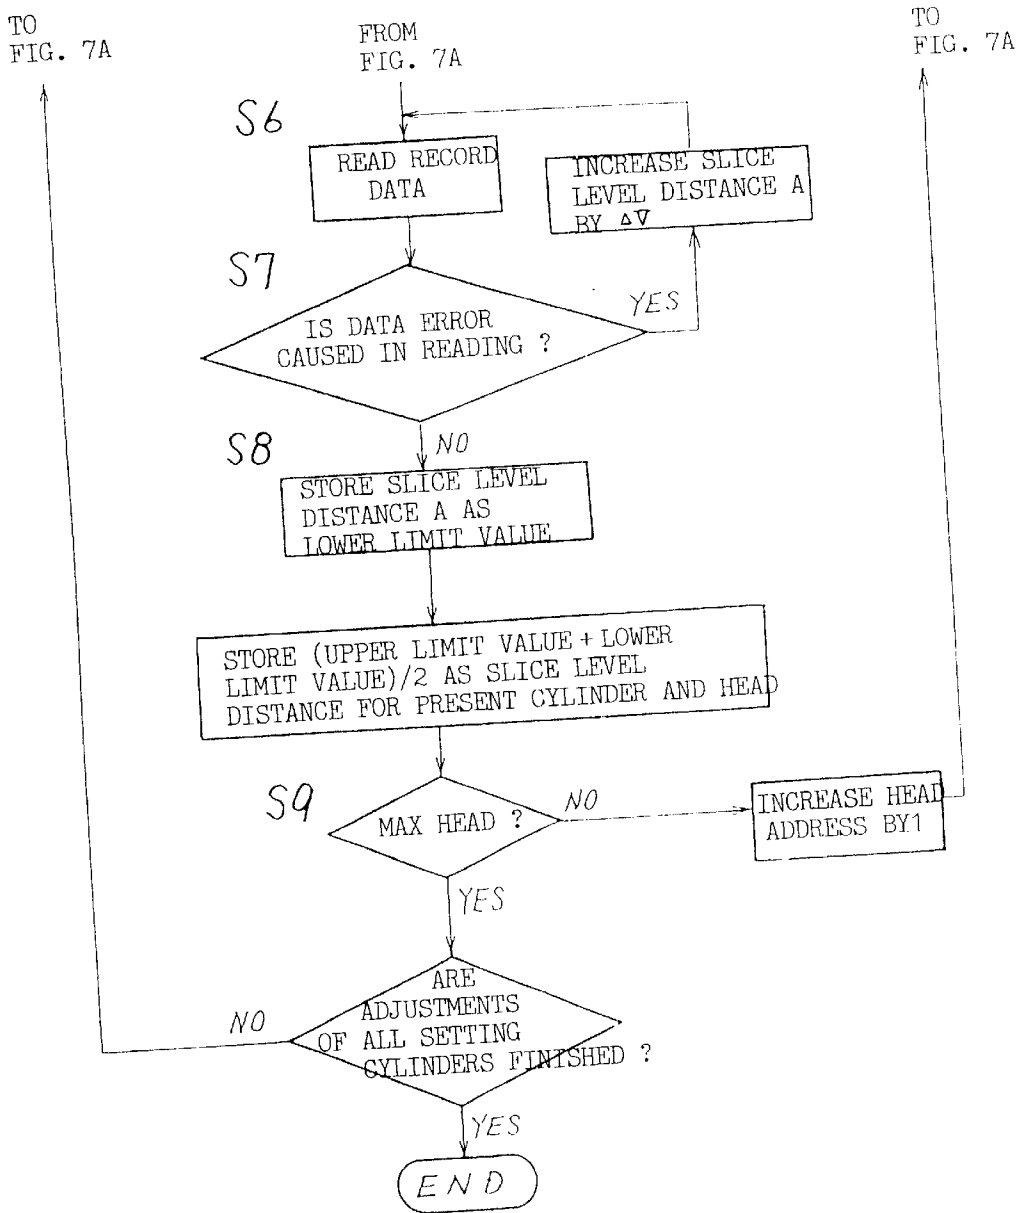 TO
FIG. 7A
FROM
FIG. 7A
TO
FIG. 7A
S6
READ RECORD
DATA
INCREASE SLICE
LEVEL DISTANCE A
BY ΔV
S7
IS DATA ERROR
CAUSED IN READING ?
YES
NO
S8
STORE SLICE LEVEL
DISTANCE A AS
LOWER LIMIT VALUE
STORE (UPPER LIMIT VALUE + LOWER
LIMIT VALUE)/2 AS SLICE LEVEL
DISTANCE FOR PRESENT CYLINDER AND HEAD
S9
MAX HEAD ?
NO
INCREASE HEAD
ADDRESS BY1
YES
ARE
ADJUSTMENTS
OF ALL SETTING
CYLINDERS FINISHED ?
NO
YES
END